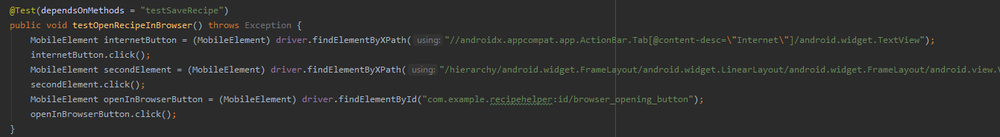 @Test(dependsOnMethods = "testSaveRecipe")
public void testOpenRecipeInBrowser() throws Exception {
MobileElement internetButton = (MobileElement) driver.findElementByXPath( using: "//androidx.appcompat.app.ActionBar.Tab[@content-desc=\"Internet\"]/android.widget.TextView");
internetButton.click();
MobileElement secondElement = (MobileElement) driver.findElementByXPath( using: "/hierarchy/android.widget.FrameLayout/android.widget.LinearLayout/android.widget.FrameLayout/android.view.V
secondElement.click();
MobileElement openInBrowserButton = (MobileElement) driver.findElementById("com.example.recipehelper:id/browser_opening_button");
openInBrowserButton.click();
}